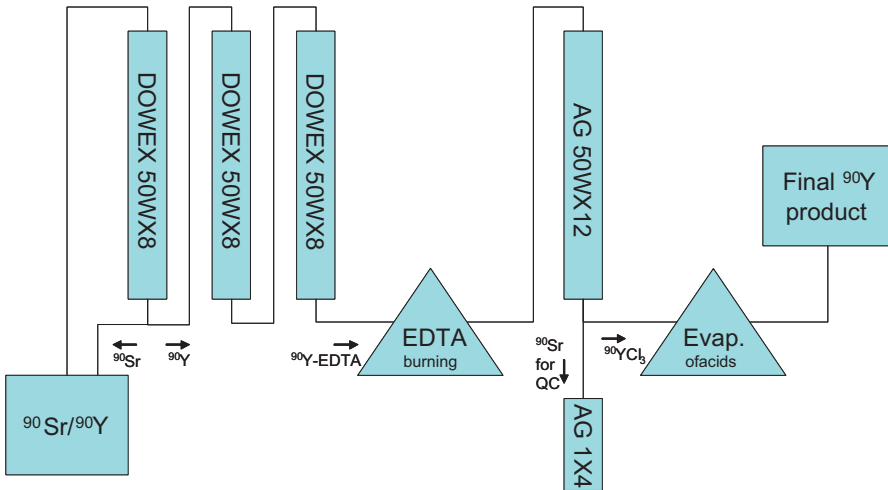 DOWEX 50WX8
DOWEX 50WX8
DOWEX 50WX8
AG 50WX12
Final ⁹⁰Y
product
EDTA
burning
Evap.
ofacids
⁹⁰Sr
⁹⁰Y
⁹⁰Y-EDTA
⁹⁰Sr
for
QC
⁹⁰YCl₃
⁹⁰Sr/⁹⁰Y
AG 1X4